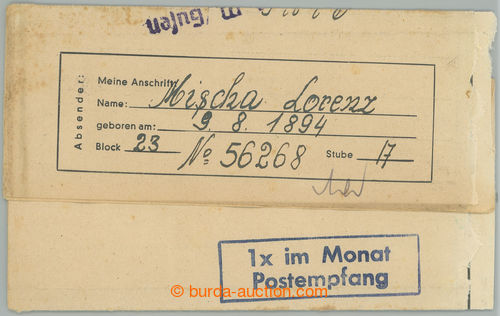 Gusen
Absender:
Meine Anschrift:
Name: Mischa Lorenz
geboren am: 9. 8. 1894
Block 23 No 56268 Stube 17
1x im Monat
Postempfang
© burda-auction.com